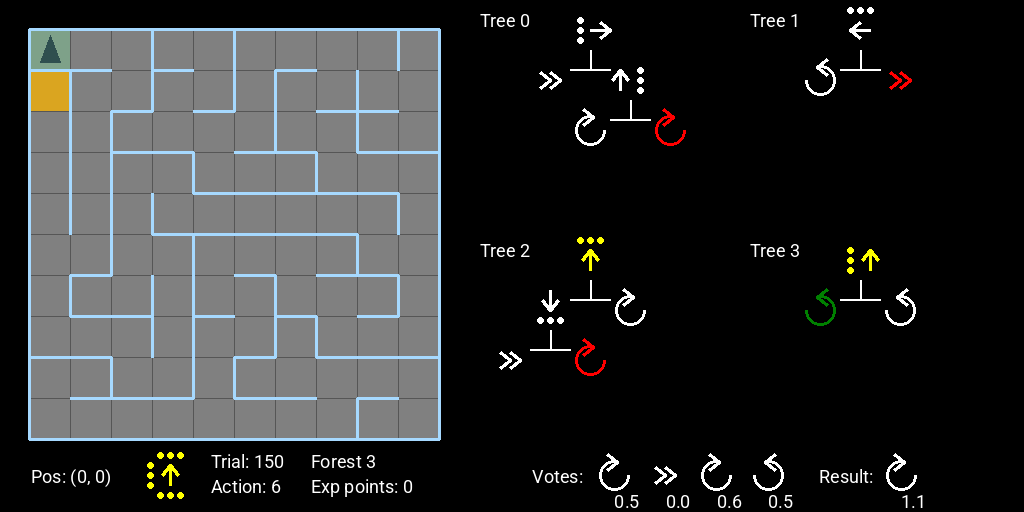 Tree 0
Tree 1
Tree 2
Tree 3
Pos: (0, 0)
Trial: 150
Forest 3
Action: 6
Exp points: 0
Votes:
0.5
0.0
0.6
0.5
Result:
1.1